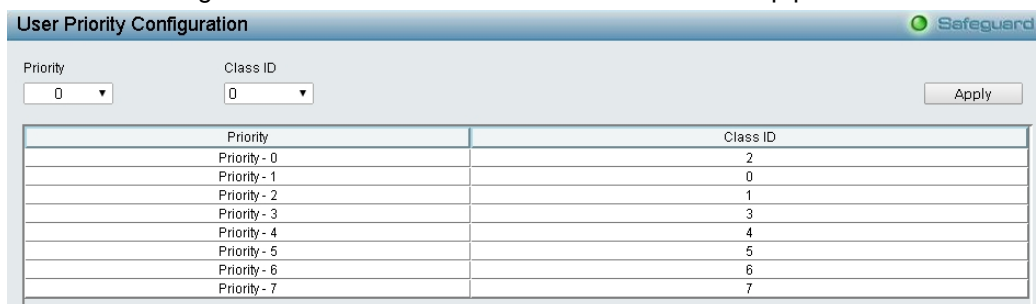 User Priority Configuration Safeguard
Priority Class ID
0 0 Apply
Priority Class ID
Priority - 0 2
Priority - 1 0
Priority - 2 1
Priority - 3 3
Priority - 4 4
Priority - 5 5
Priority - 6 6
Priority - 7 7